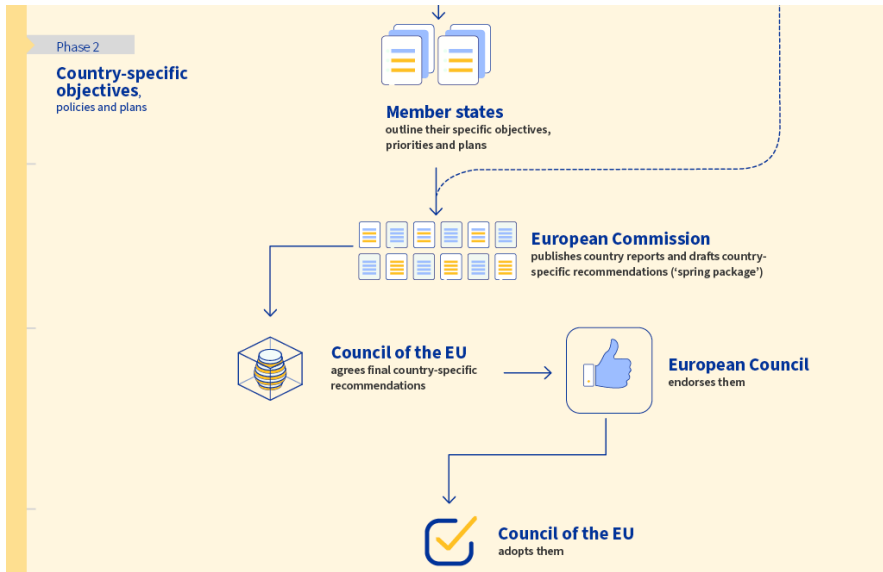 Phase 2
Country-specific
objectives,
policies and plans
Member states
outline their specific objectives,
priorities and plans
European Commission
publishes country reports and drafts country-
specific recommendations (‘spring package’)
Council of the EU
agrees final country-specific
recommendations
European Council
endorses them
Council of the EU
adopts them